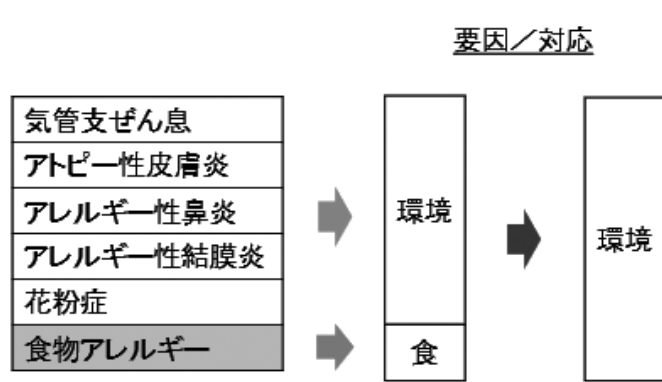 要因／対応
気管支ぜん息
アトピー性皮膚炎
アレルギー性鼻炎
アレルギー性結膜炎
花粉症
食物アレルギー
環境
食
環境